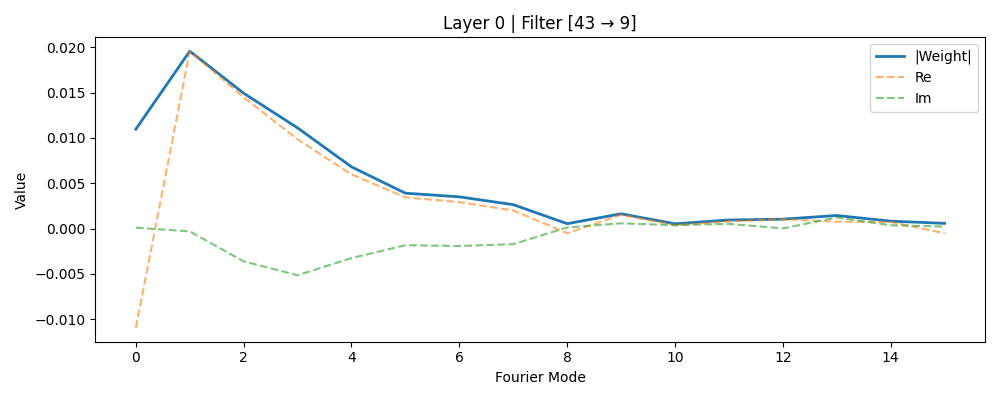 Layer 0 | Filter [43 → 9]
0.020
0.015
0.010
0.005
0.000
−0.005
−0.010
Value
|Weight|
Re
Im
0 2 4 6 8 10 12 14
Fourier Mode